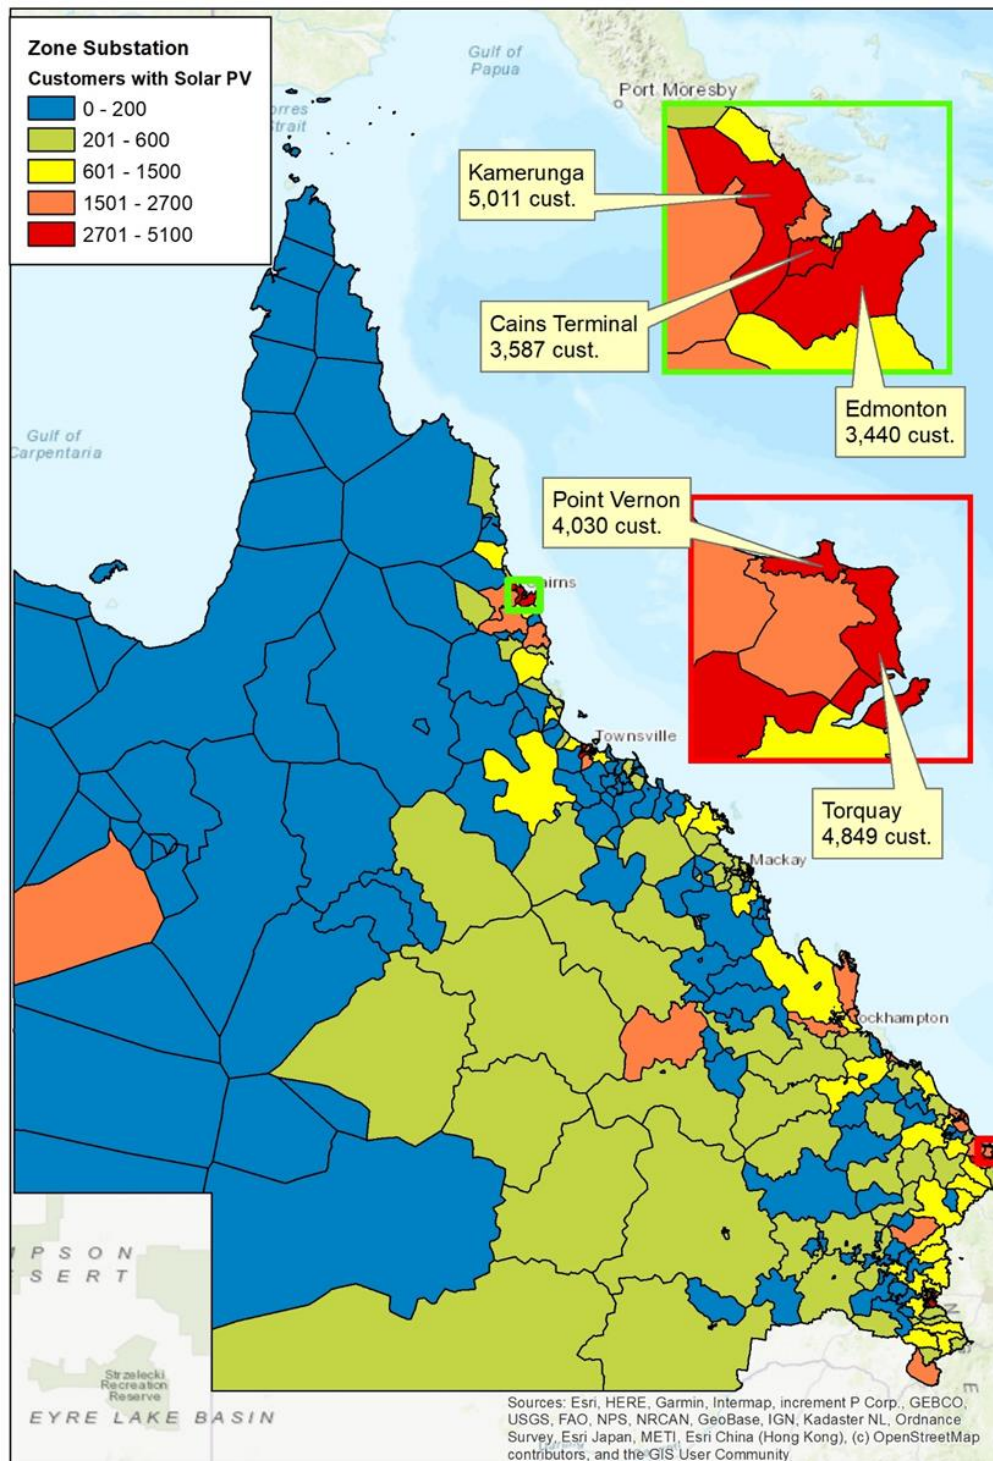 Zone Substation
Customers with Solar PV
0 - 200
201 - 600
601 - 1500
1501 - 2700
2701 - 5100
Gulf of
Papua
Port Moresby
Strait
Kamerunga
5,011 cust.
Cains Terminal
3,587 cust.
Edmonton
3,440 cust.
Gulf of
Carpentaria
Point Vernon
4,030 cust.
Torquay
4,849 cust.
Townsville
Mackay
ockhampton
M P S O N
E S E R T
Strzelecki
Recreation
Reserve
EYRE LAKE BASIN
Sources: Esri, HERE, Garmin, Intermap, increment P Corp., GEBCO,
USGS, FAO, NPS, NRCAN, GeoBase, IGN, Kadaster NL, Ordnance
Survey, Esri Japan, METI, Esri China (Hong Kong), (c) OpenStreetMap
contributors, and the GIS User Community